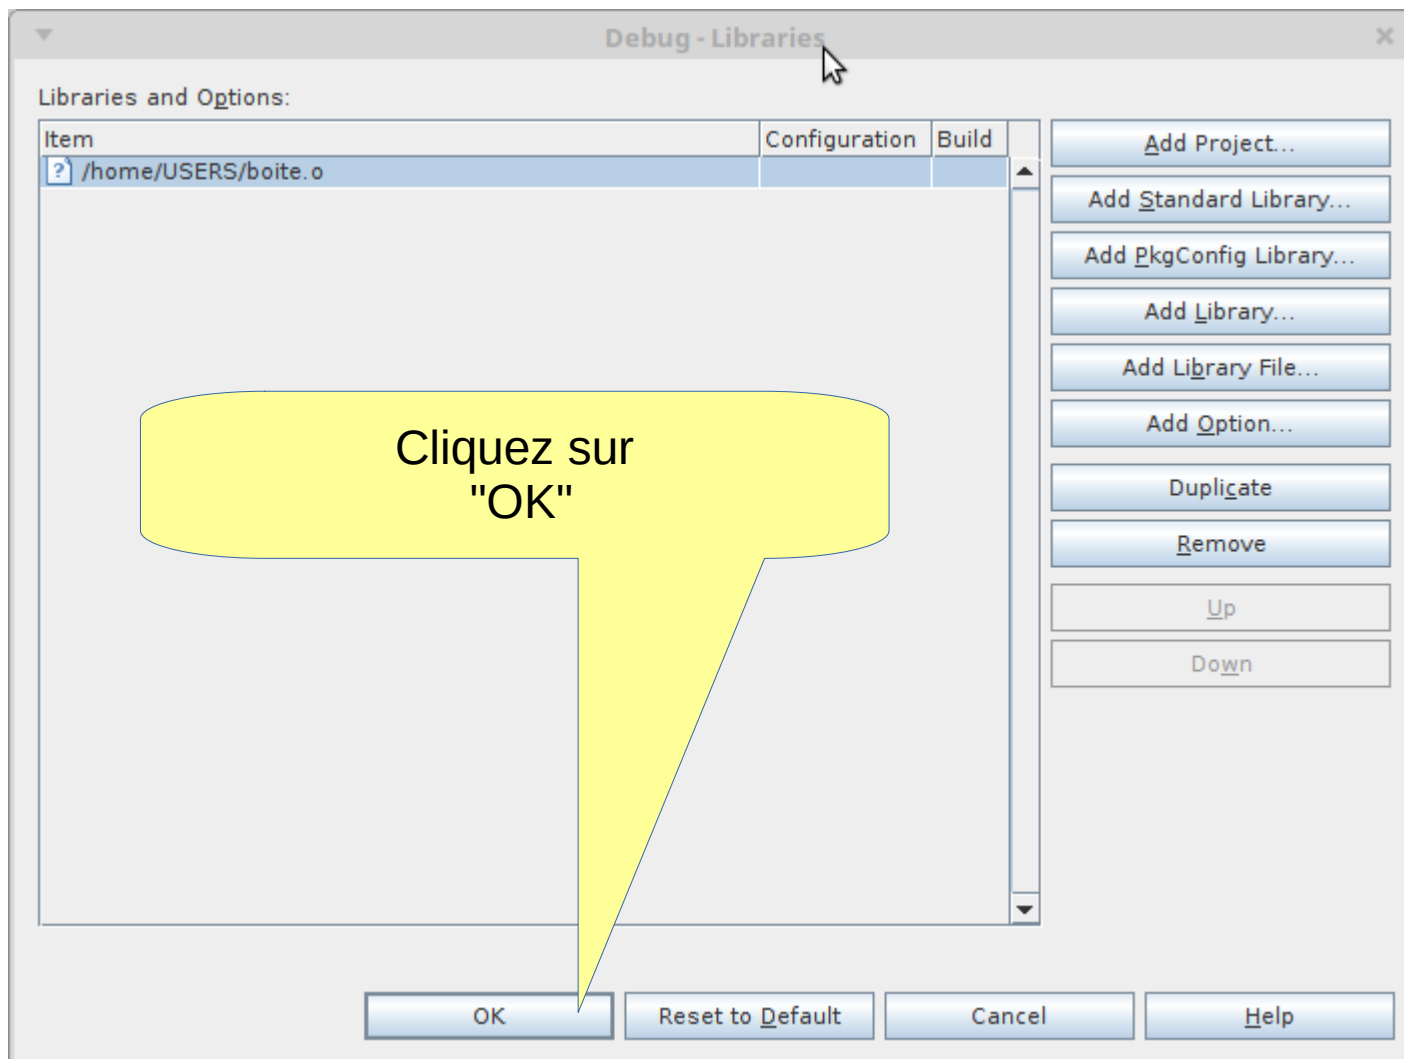 Debug - Libraries
Libraries and Options:
Item Configuration Build
/home/USERS/boite.o
Add Project...
Add Standard Library...
Add PkgConfig Library...
Add Library...
Add Library File...
Add Option...
Duplicate
Remove
Up
Down
Cliquez sur
"OK"
OK Reset to Default Cancel Help